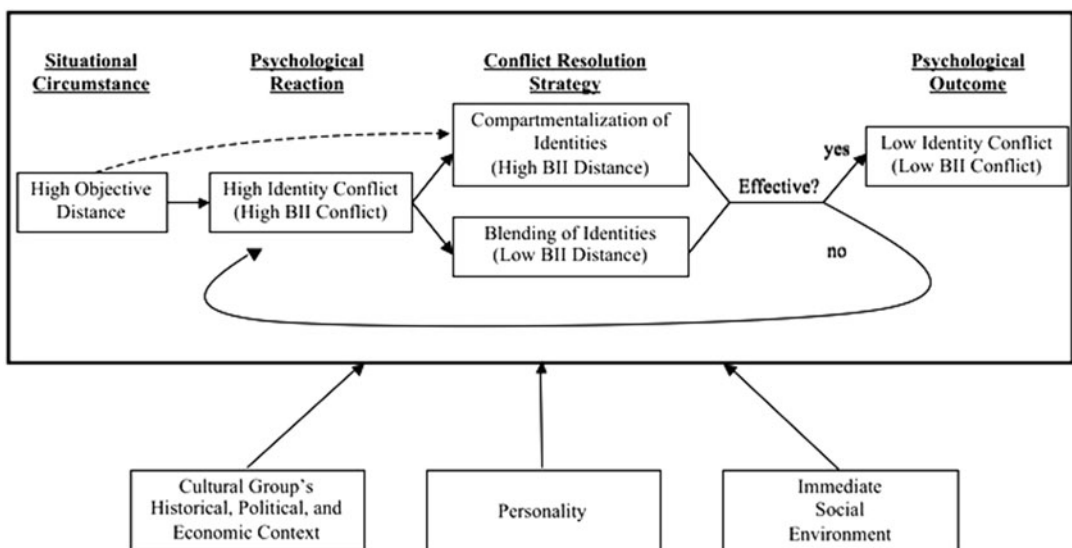 Situational
Circumstance
Psychological
Reaction
Conflict Resolution
Strategy
Psychological
Outcome
High Objective
Distance
High Identity Conflict
(High BII Conflict)
Compartmentalization of
Identities
(High BII Distance)
Blending of Identities
(Low BII Distance)
Effective?
yes
no
Low Identity Conflict
(Low BII Conflict)
Cultural Group's
Historical, Political, and
Economic Context
Personality
Immediate
Social
Environment